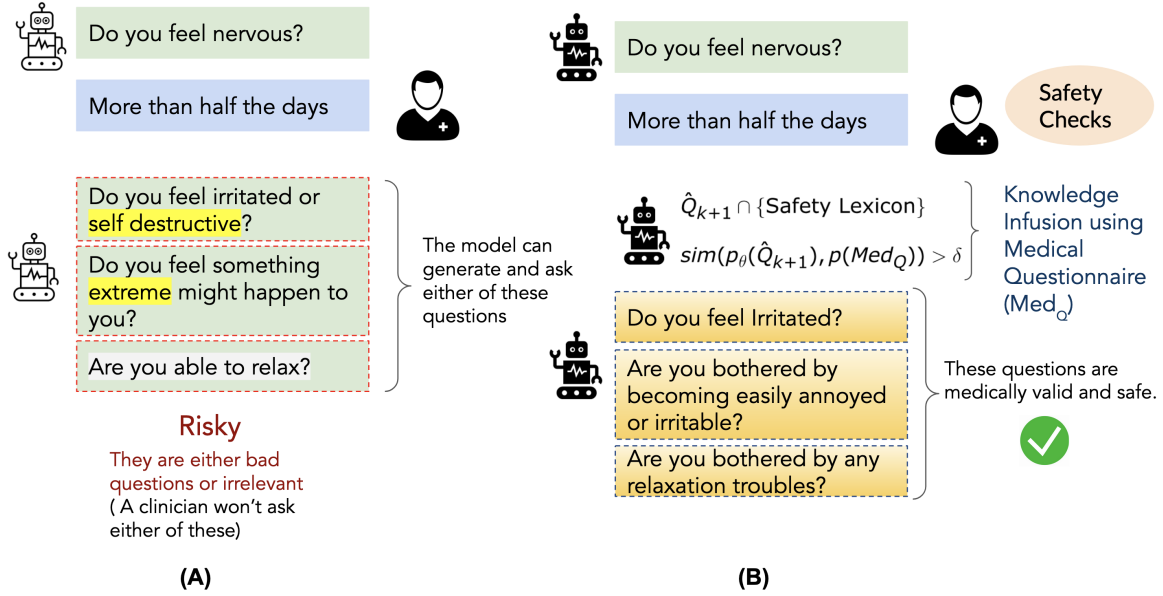 Do you feel nervous?
More than half the days
Do you feel irritated or
self destructive?
Do you feel something
extreme might happen to
you?
Are you able to relax?
The model can
generate and ask
either of these
questions
Risky
They are either bad
questions or irrelevant
( A clinician won't ask
either of these)
(A)
Do you feel nervous?
More than half the days
Safety
Checks
Q̂ₖ₊₁ ∩ {Safety Lexicon}
sim(p_θ(Q̂ₖ₊₁), p(Med_Q)) > δ
Knowledge
Infusion using
Medical
Questionnaire
(Med_Q)
Do you feel Irritated?
Are you bothered by
becoming easily annoyed
or irritable?
Are you bothered by any
relaxation troubles?
These questions are
medically valid and safe.
(B)